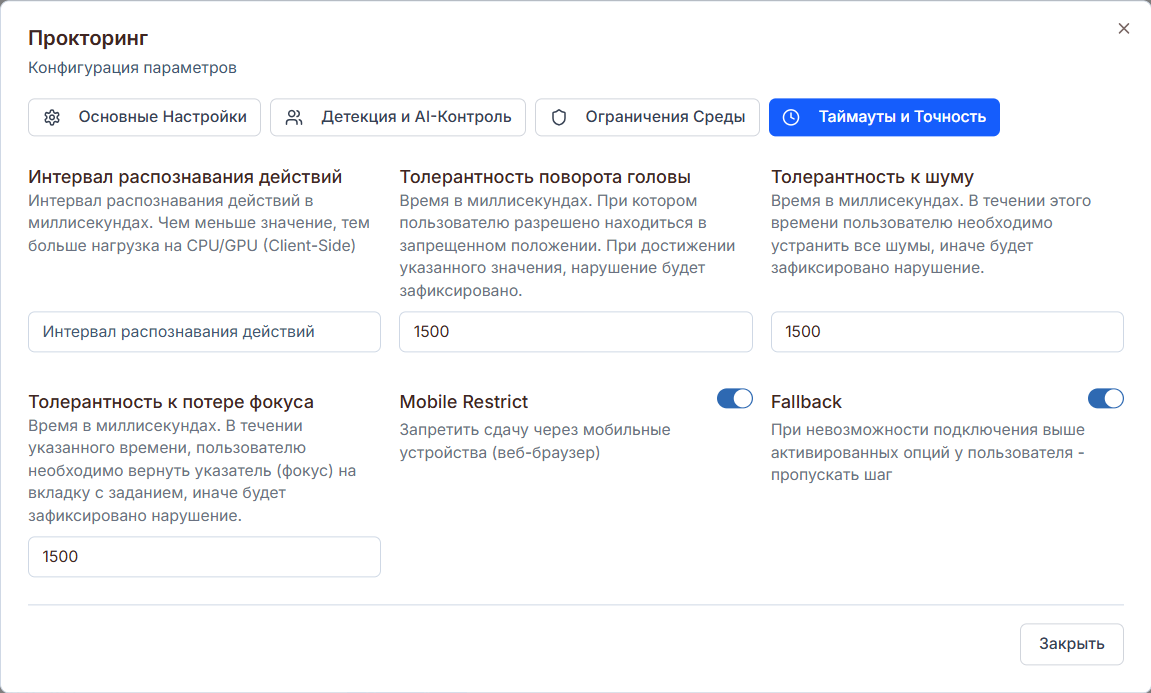 Прокторинг
Конфигурация параметров
Основные Настройки
Детекция и AI-Контроль
Ограничения Среды
Таймауты и Точность
Интервал распознавания действий
Интервал распознавания действий в
миллисекундах. Чем меньше значение, тем
больше нагрузка на CPU/GPU (Client-Side)
Интервал распознавания действий
Толерантность поворота головы
Время в миллисекундах. При котором
пользователю разрешено находиться в
запрещенном положении. При достижении
указанного значения, нарушение будет
зафиксировано.
1500
Толерантность к шуму
Время в миллисекундах. В течении этого
времени пользователю необходимо
устранить все шумы, иначе будет
зафиксировано нарушение.
1500
Толерантность к потере фокуса
Время в миллисекундах. В течении
указанного времени, пользователю
необходимо вернуть указатель (фокус) на
вкладку с заданием, иначе будет
зафиксировано нарушение.
1500
Mobile Restrict
Запретить сдачу через мобильные
устройства (веб-браузер)
Fallback
При невозможности подключения выше
активированных опций у пользователя -
пропускать шаг
Закрыть